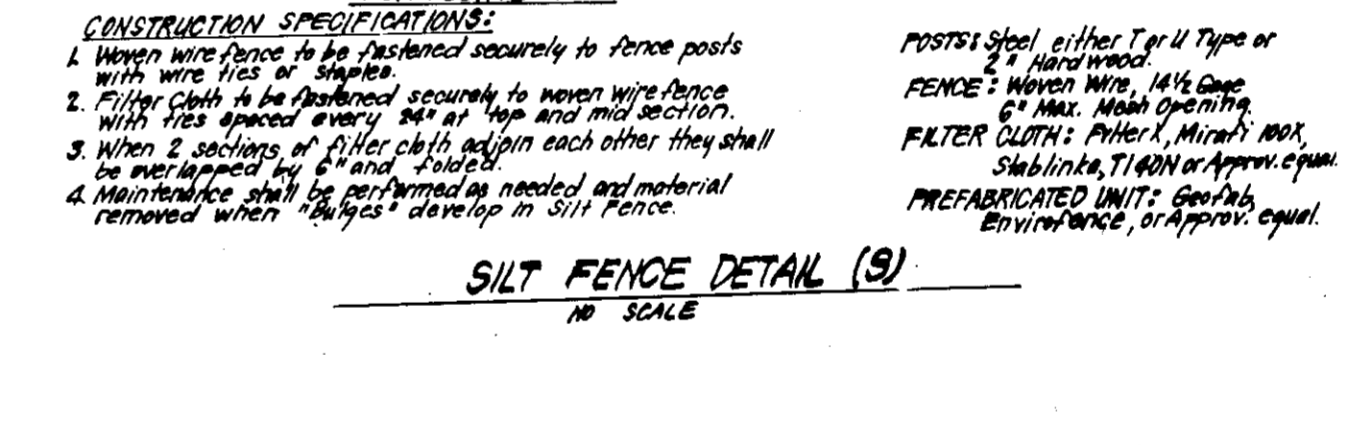 CONSTRUCTION SPECIFICATIONS:
1. Woven wire fence to be fastened securely to fence posts
with wire ties or staples.
2. Filter Cloth to be fastened securely to woven wire fence
with ties spaced every 24" at top and mid section.
3. When 2 sections of filter cloth adjoin each other they shall
be overlapped by 6" and folded.
4. Maintenance shall be performed as needed and material
removed when "Bulges" develop in Silt Fence.
POSTS: Steel either T or U Type or
2" Hardwood.
FENCE: Woven Wire, 14½ Gage
6" Max. Mesh Opening.
FILTER CLOTH: Filter X, Mirafi 100X,
Stablinka, T140N or Approv. equal.
PREFABRICATED UNIT: Geofab,
Envirofence, or Approv. equal.
SILT FENCE DETAIL (S)
NO SCALE